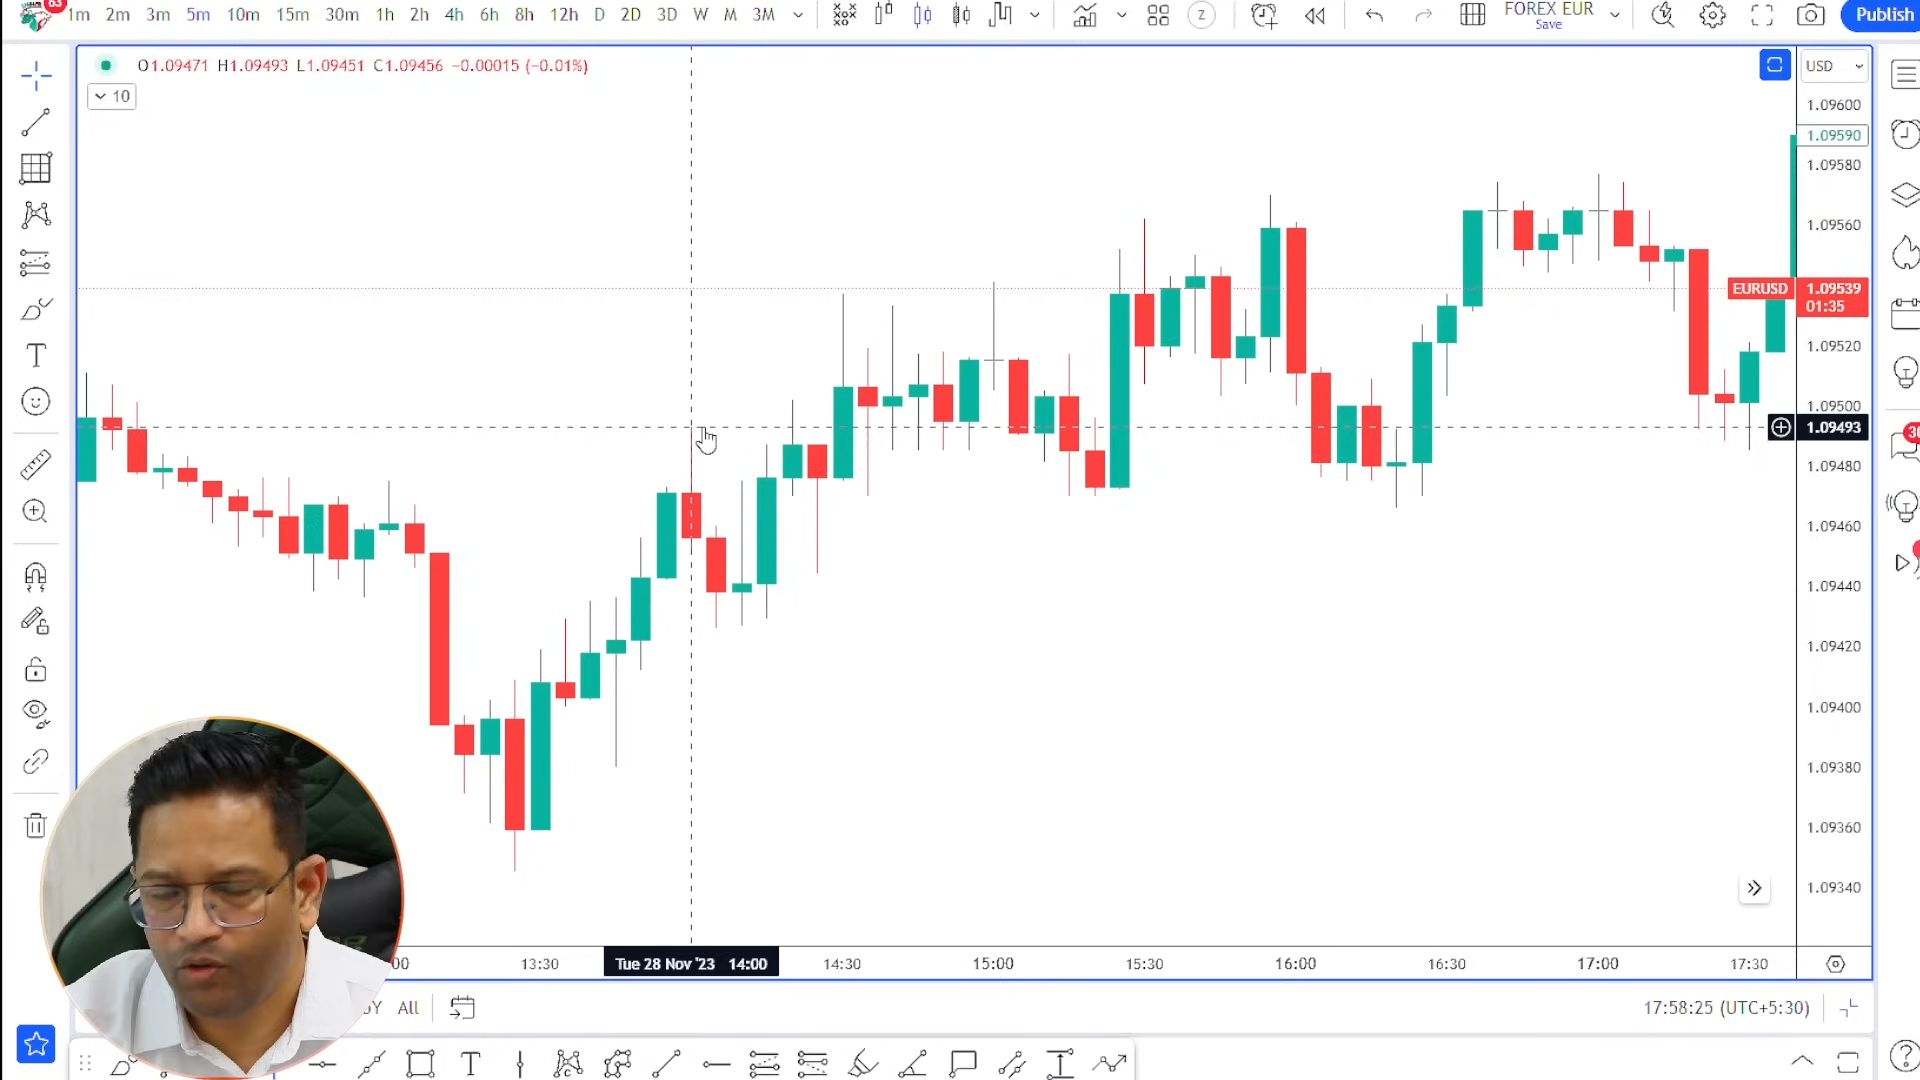 63
1m 2m 3m 5m 10m 15m 30m 1h 2h 4h 6h 8h 12h D 2D 3D W M 3M
Z
FOREX EUR
Save
Publish
O1.09471 H1.09493 L1.09451 C1.09456 −0.00015 (−0.01%)
10
USD
1.09600
1.09590
1.09580
1.09560
EURUSD 1.09539
01:35
1.09520
1.09500
1.09493
1.09480
1.09460
1.09440
1.09420
1.09400
1.09380
1.09360
1.09340
00 13:30 Tue 28 Nov '23 14:00 14:30 15:00 15:30 16:00 16:30 17:00 17:30
All
17:58:25 (UTC+5:30)
T